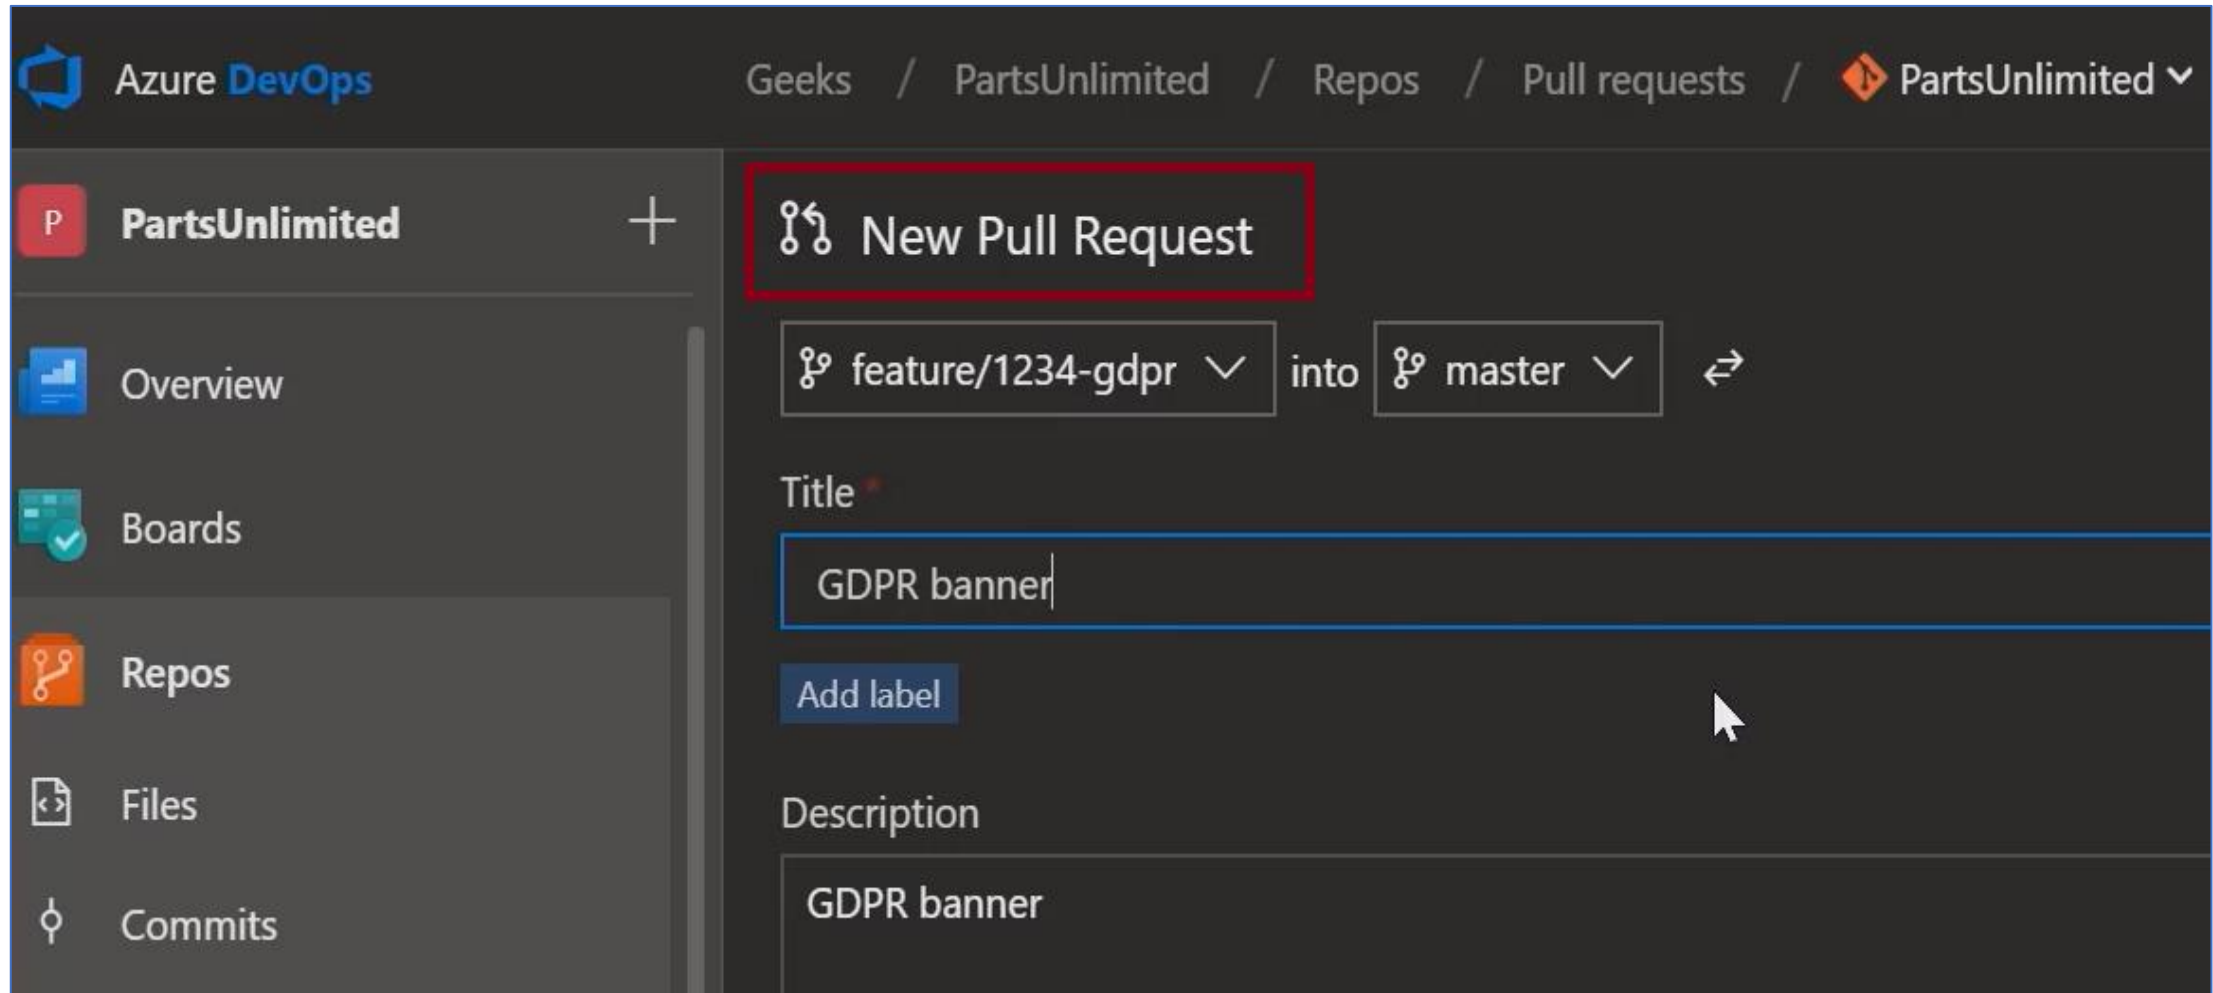 Azure DevOps
Geeks / PartsUnlimited / Repos / Pull requests / PartsUnlimited
P PartsUnlimited
New Pull Request
Overview
feature/1234-gdpr into master
Title *
Boards
GDPR banner
Repos
Add label
Files
Description
GDPR banner
Commits